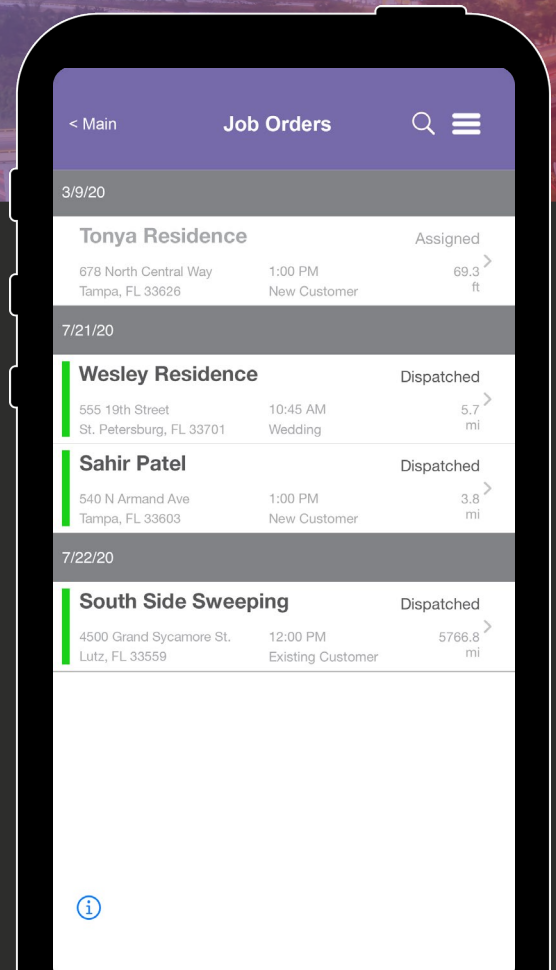 < Main Job Orders
3/9/20
Tonya Residence Assigned
678 North Central Way 1:00 PM 69.3
Tampa, FL 33626 New Customer ft
7/21/20
Wesley Residence Dispatched
555 19th Street 10:45 AM 5.7
St. Petersburg, FL 33701 Wedding mi
Sahir Patel Dispatched
540 N Armand Ave 1:00 PM 3.8
Tampa, FL 33603 New Customer mi
7/22/20
South Side Sweeping Dispatched
4500 Grand Sycamore St. 12:00 PM 5766.8
Lutz, FL 33559 Existing Customer mi